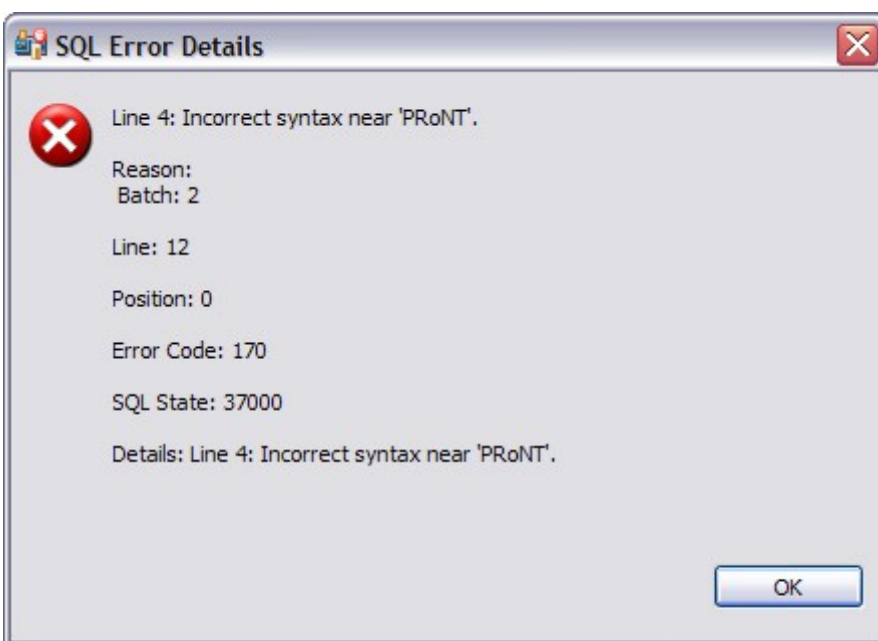 SQL Error Details
Line 4: Incorrect syntax near 'PRoNT'.
Reason:
Batch: 2
Line: 12
Position: 0
Error Code: 170
SQL State: 37000
Details: Line 4: Incorrect syntax near 'PRoNT'.
OK